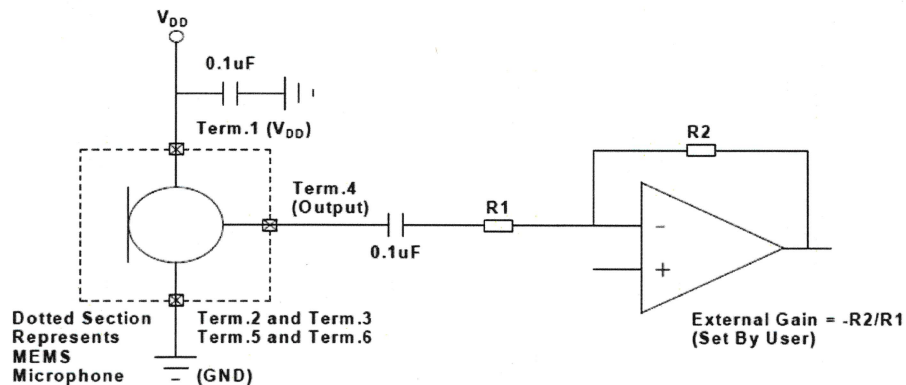 VDD
0.1uF
Term.1 (VDD)
R2
Term.4
(Output)
R1
0.1uF
-
+
Dotted Section
Represents
MEMS
Microphone
Term.2 and Term.3
Term.5 and Term.6
(GND)
External Gain = -R2/R1
(Set By User)